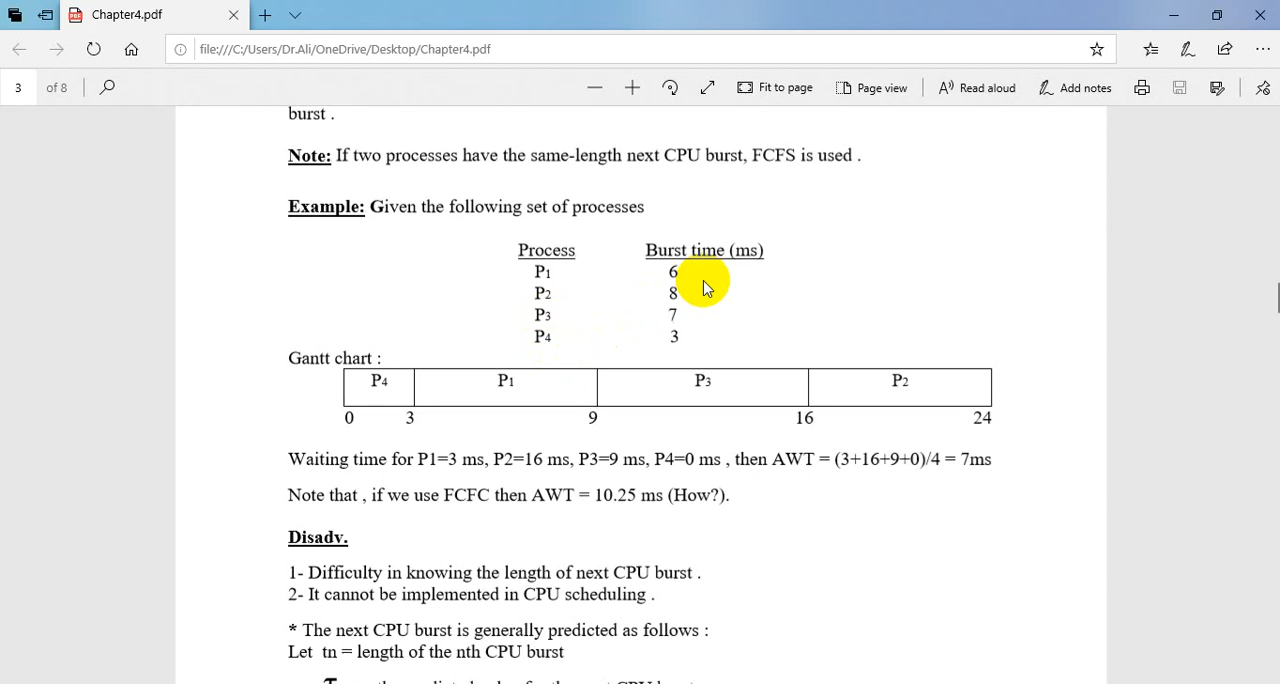 Chapter4.pdf
file:///C:/Users/Dr.Ali/OneDrive/Desktop/Chapter4.pdf
3 of 8 Fit to page Page view Read aloud Add notes
burst .
Note: If two processes have the same-length next CPU burst, FCFS is used .
Example: Given the following set of processes
Process Burst time (ms)
P1 6
P2 8
P3 7
P4 3
Gantt chart :
P4 P1 P3 P2
0 3 9 16 24
Waiting time for P1=3 ms, P2=16 ms, P3=9 ms, P4=0 ms , then AWT = (3+16+9+0)/4 = 7ms
Note that , if we use FCFC then AWT = 10.25 ms (How?).
Disadv.
1- Difficulty in knowing the length of next CPU burst .
2- It cannot be implemented in CPU scheduling .
* The next CPU burst is generally predicted as follows :
Let tn = length of the nth CPU burst